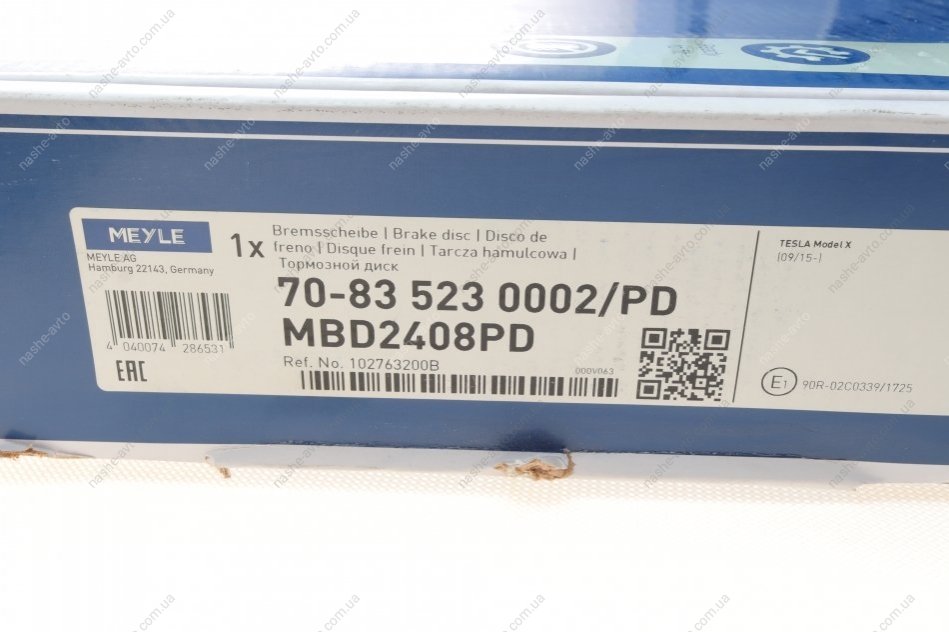 MEYLE
MEYLE AG
Hamburg 22143, Germany
4 040074 286531
EAC
1x
Bremsscheibe | Brake disc | Disco de
freno | Disque frein | Tarcza hamulcowa |
Тормозной диск
70-83 523 0002/PD
MBD2408PD
Ref. No. 102763200B
000V063
TESLA Model X
(09/15-)
E1 90R-02C0339/1725
nashe-avto.com.ua